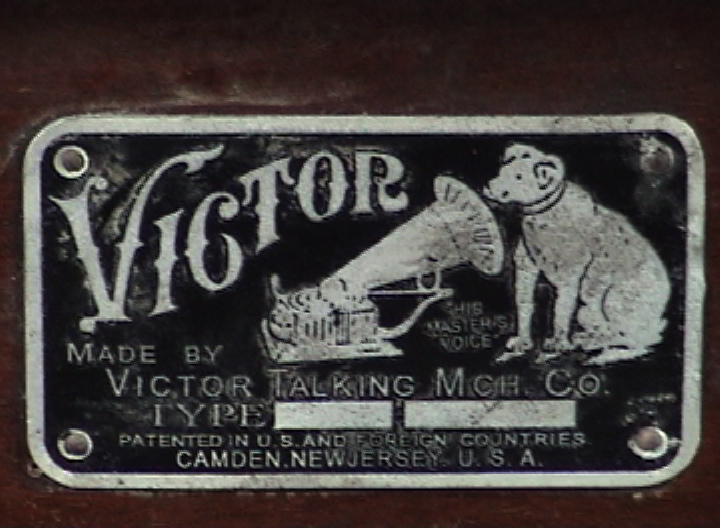 VICTOR
"HIS
MASTER'S
VOICE"
MADE BY
VICTOR TALKING MCH. CO.
TYPE
PATENTED IN U.S. AND FOREIGN COUNTRIES
CAMDEN, NEW JERSEY, U.S.A.